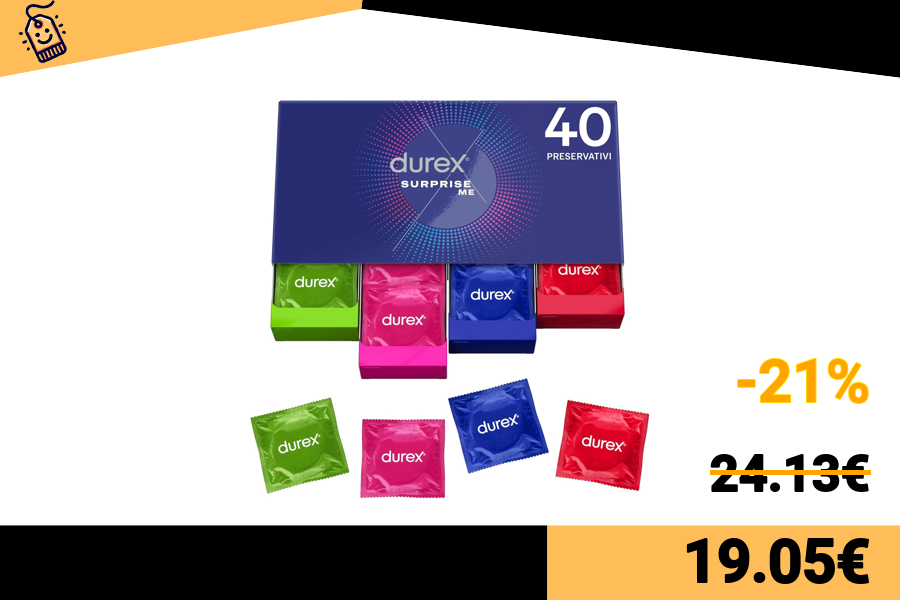 40
PRESERVATIVI
durex
SURPRISE
ME
durex
durex
durex
durex
-21%
durex
durex
durex
durex
24.13€
19.05€